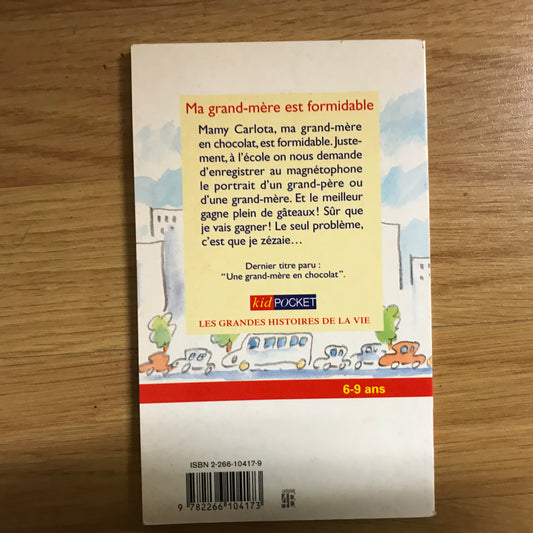 Ma grand-mère est formidable
Mamy Carlota, ma grand-mère
en chocolat, est formidable. Juste-
ment, à l'école on nous demande
d'enregistrer au magnétophone
le portrait d'un grand-père ou
d'une grand-mère. Et le meilleur
gagne plein de gâteaux! Sûr que
je vais gagner! Le seul problème,
c'est que je zézaie...
Dernier titre paru :
"Une grand-mère en chocolat".
kid POCKET
LES GRANDES HISTOIRES DE LA VIE
6-9 ans
ISBN 2-266-10417-9
9 782266 104173